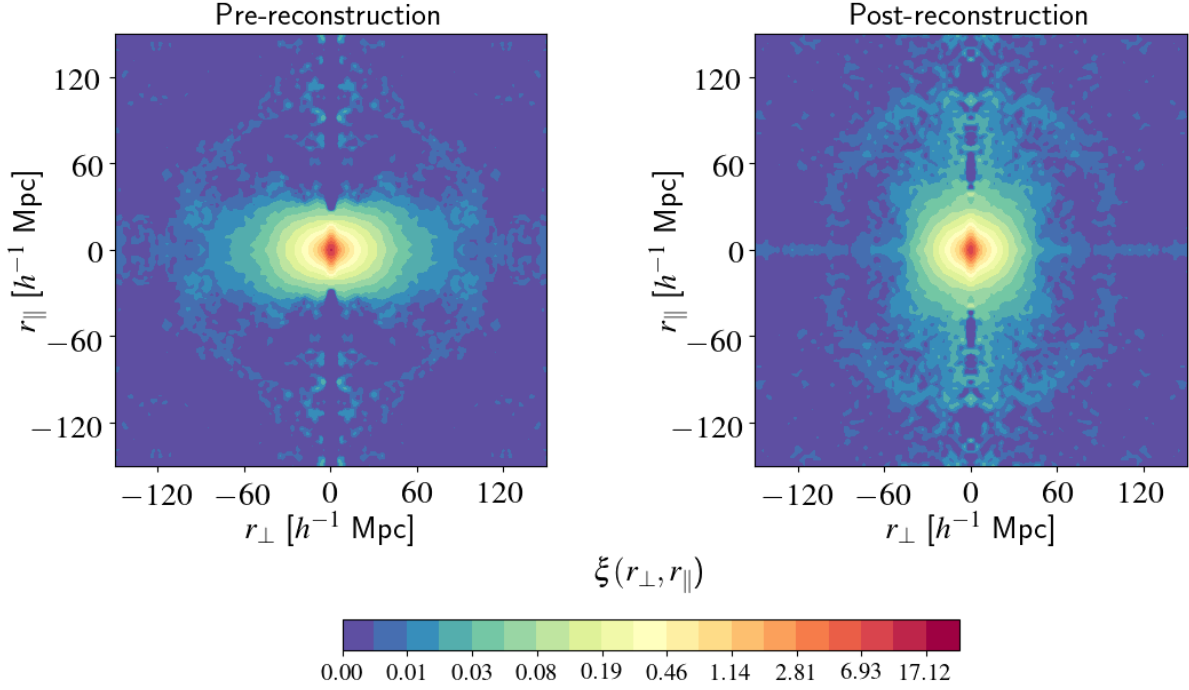 Pre-reconstruction
Post-reconstruction
120
60
0
−60
−120
r∥ [h⁻¹ Mpc]
−120 −60 0 60 120
r⊥ [h⁻¹ Mpc]
120
60
0
−60
−120
r∥ [h⁻¹ Mpc]
−120 −60 0 60 120
r⊥ [h⁻¹ Mpc]
ξ(r⊥, r∥)
0.00 0.01 0.03 0.08 0.19 0.46 1.14 2.81 6.93 17.12